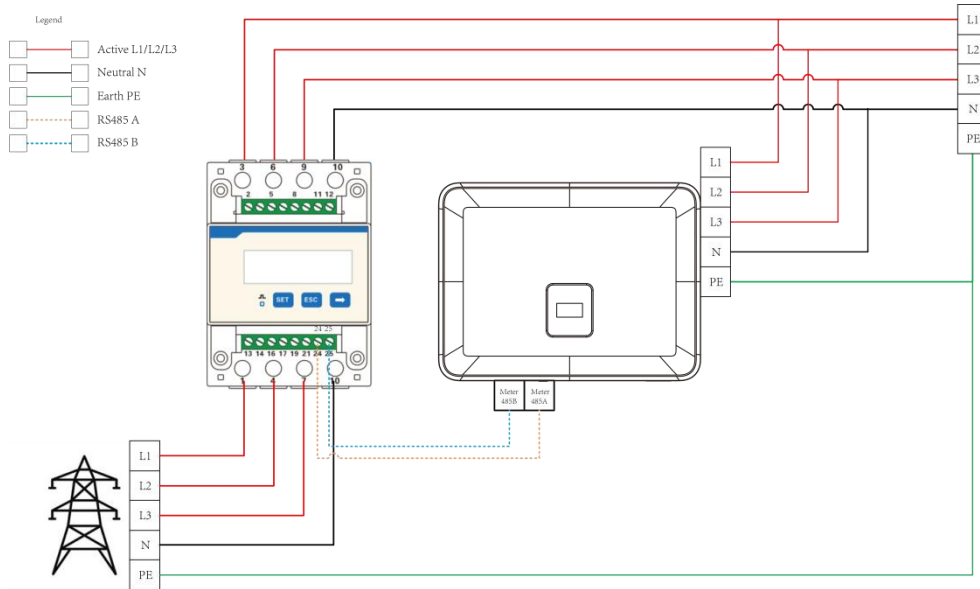 Legend
Active L1/L2/L3
Neutral N
Earth PE
RS485 A
RS485 B
L1
L2
L3
N
PE
3 6 9 10
2 5 8 11 12
SET ESC
24 25
13 14 16 17 19 21 24 25
1 4 7 10
L1
L2
L3
N
PE
Meter 485B
Meter 485A
L1
L2
L3
N
PE